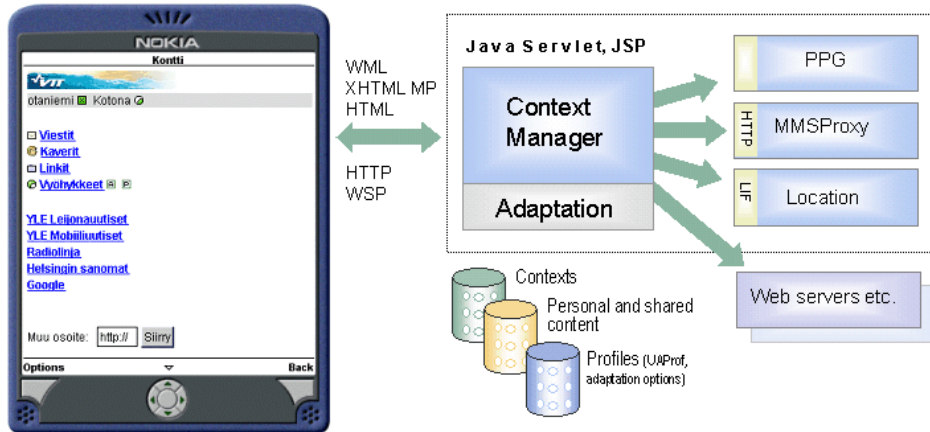 NOKIA
Kontti
VTT
otaniemi Kotona
Viestit
Kaverit
Linkit
Vyöhykkeet A P
YLE Leijonauutiset
YLE Mobiiliuutiset
Radiolinja
Helsingin sanomat
Google
Muu osoite: http:// Siirry
Options Back
WML
XHTML MP
HTML
HTTP
WSP
Java Servlet, JSP
Context
Manager
Adaptation
PPG
HTTP
MMSProxy
LIF
Location
Web servers etc.
Contexts
Personal and shared
content
Profiles (UAProf,
adaptation options)